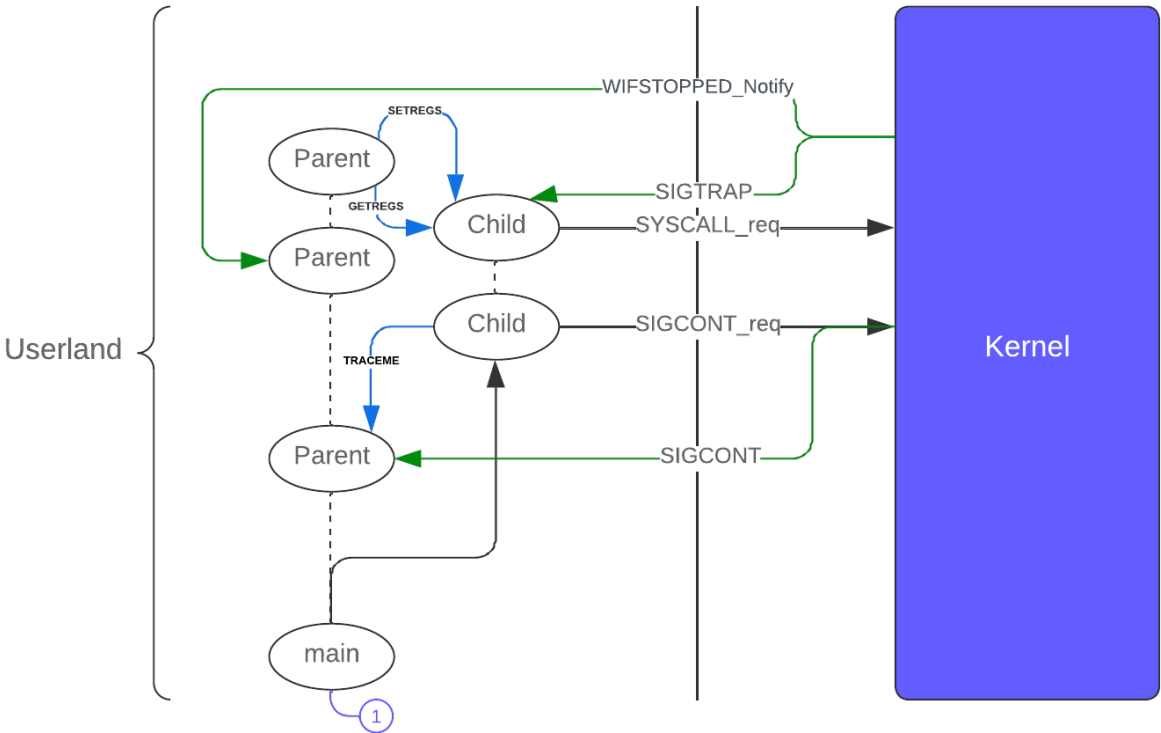 WIFSTOPPED_Notify
SETREGS
Parent
SIGTRAP
GETREGS
Child
SYSCALL_req
Parent
Child
SIGCONT_req
Userland
Kernel
TRACEME
Parent
SIGCONT
main
1